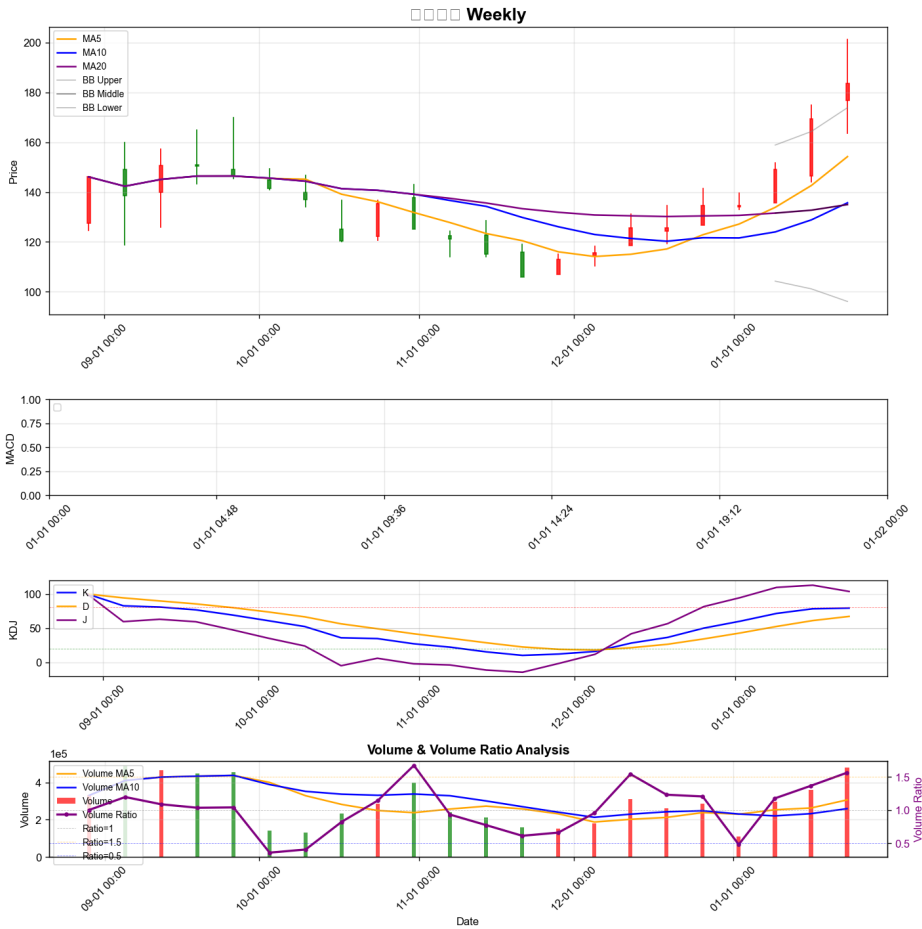 Weekly
MA5
MA10
MA20
BB Upper
BB Middle
BB Lower
Price
200
180
160
140
120
100
09-01 00:00
10-01 00:00
11-01 00:00
12-01 00:00
01-01 00:00
MACD
1.00
0.75
0.50
0.25
0.00
01-01 00:00
01-01 04:48
01-01 09:36
01-01 14:24
01-01 19:12
01-02 00:00
KDJ
K
D
J
100
50
0
09-01 00:00
10-01 00:00
11-01 00:00
12-01 00:00
01-01 00:00
Volume & Volume Ratio Analysis
1e5
Volume MA5
Volume MA10
Volume
Volume Ratio
Ratio=1
Ratio=1.5
Ratio=0.5
Volume
4
2
0
1.5
1.0
0.5
Volume Ratio
09-01 00:00
10-01 00:00
11-01 00:00
12-01 00:00
01-01 00:00
Date